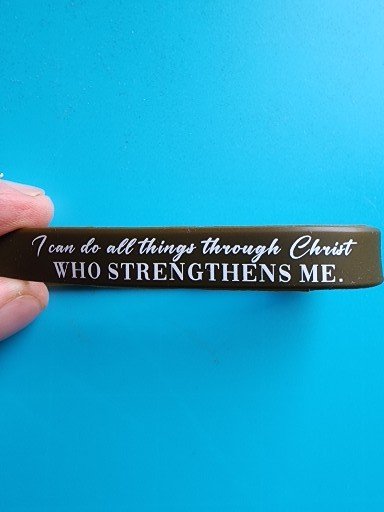 I can do all things through Christ
WHO STRENGTHENS ME.